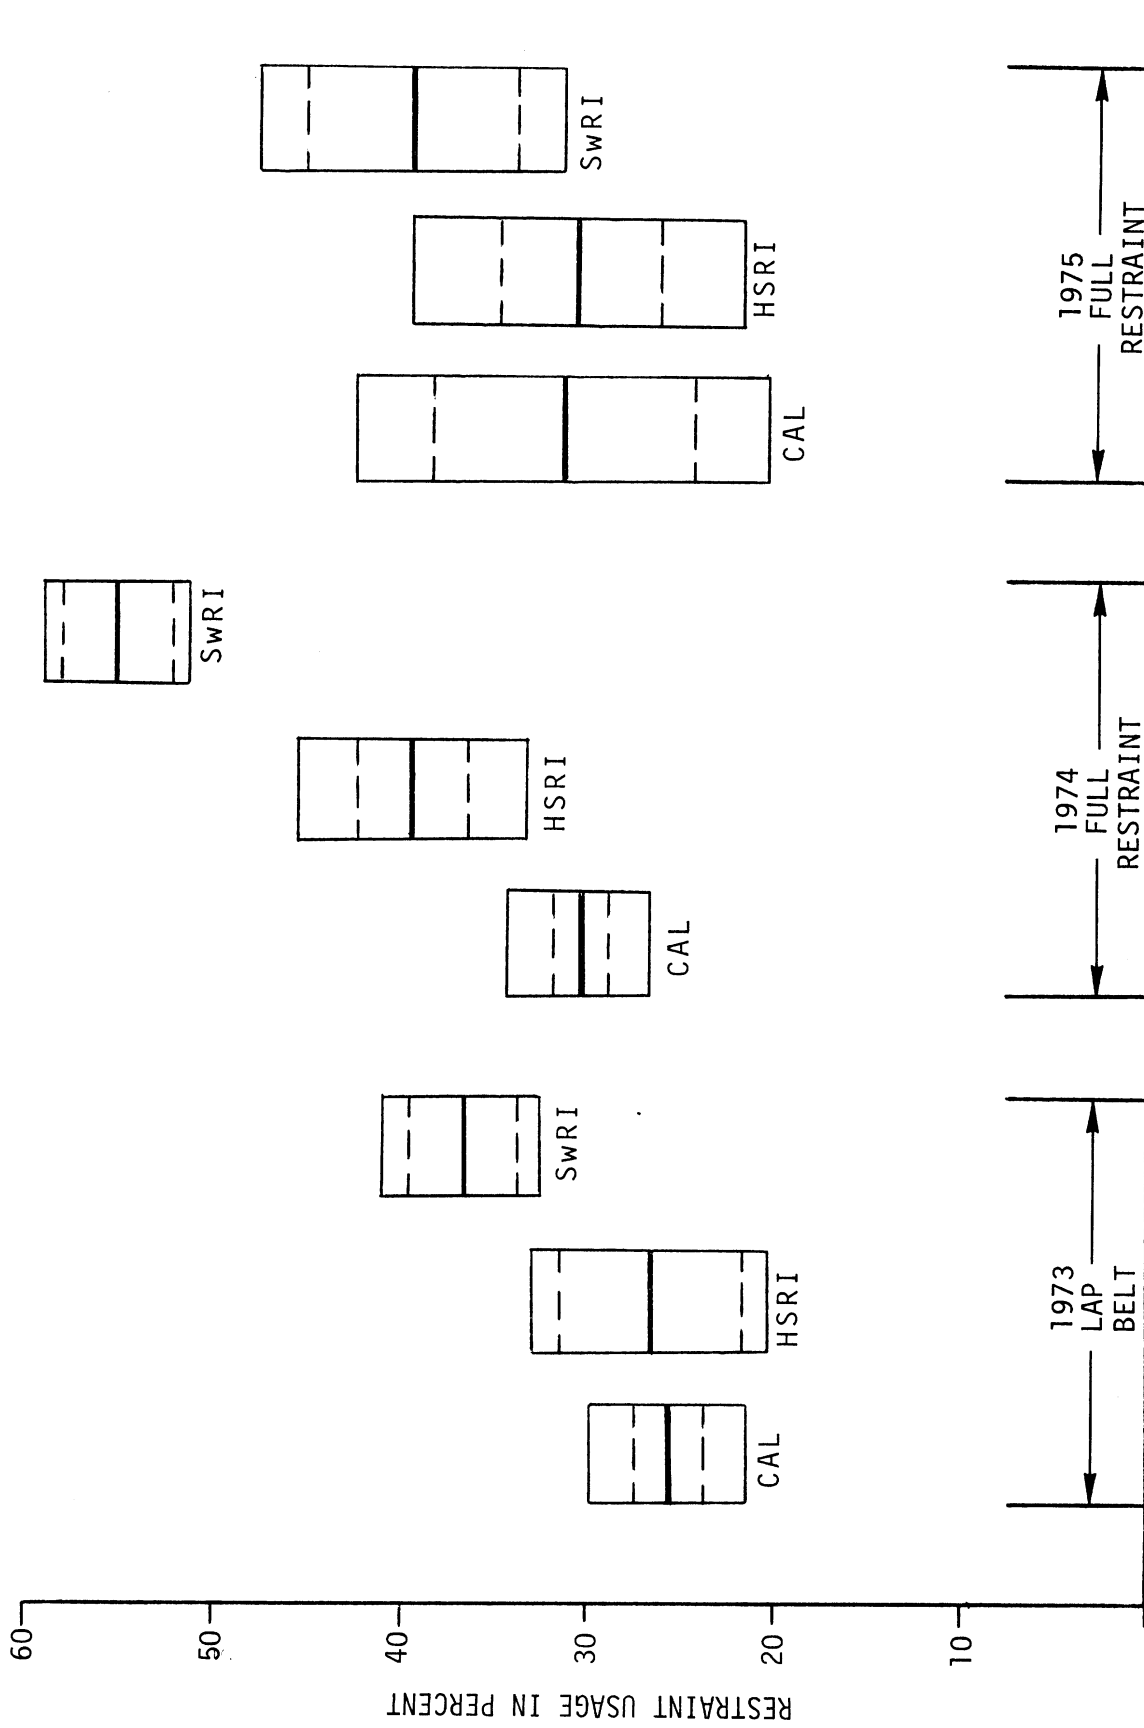 RESTRAINT USAGE IN PERCENT
60
50
40
30
20
10
CAL
HSRI
SwRI
CAL
HSRI
SwRI
CAL
HSRI
SwRI
1973
LAP
BELT
1974
FULL
RESTRAINT
1975
FULL
RESTRAINT